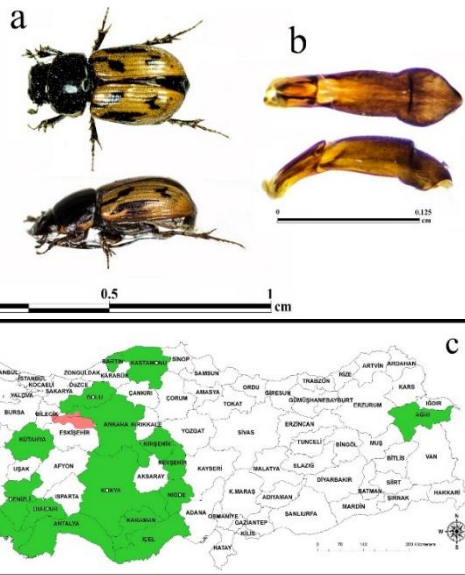 a
b
0
0.125
cm
0.5
1
cm
c
SİNOP
BARTIN
KASTAMONU
ZONGULDAK
KARABÜK
İSTANBUL
KOCAELİ
DÜZCE
YALOVA
SAKARYA
BOLU
ÇANKIRI
SAMSUN
ORDU
GİRESUN
TRABZON
RİZE
ARTVİN
ARDAHAN
KARS
AMASYA
ÇORUM
TOKAT
GÜMÜŞHANE
BAYBURT
ERZURUM
IĞDIR
AĞRI
BURSA
BİLECİK
ESKİŞEHİR
ANKARA
KIRIKKALE
YOZGAT
SİVAS
ERZİNCAN
TUNCELİ
BİNGÖL
MUŞ
KÜTAHYA
KIRŞEHİR
NEVŞEHİR
UŞAK
AFYON
AKSARAY
KAYSERİ
MALATYA
ELAZIĞ
BİTLİS
VAN
DİYARBAKIR
BATMAN
SİİRT
ŞIRNAK
HAKKARİ
KONYA
NİĞDE
K.MARAŞ
ADIYAMAN
MARDİN
DENİZLİ
ISPARTA
BURDUR
ANTALYA
KARAMAN
İÇEL
ADANA
OSMANİYE
GAZİANTEP
KİLİS
ŞANLIURFA
HATAY
N
W
E
S